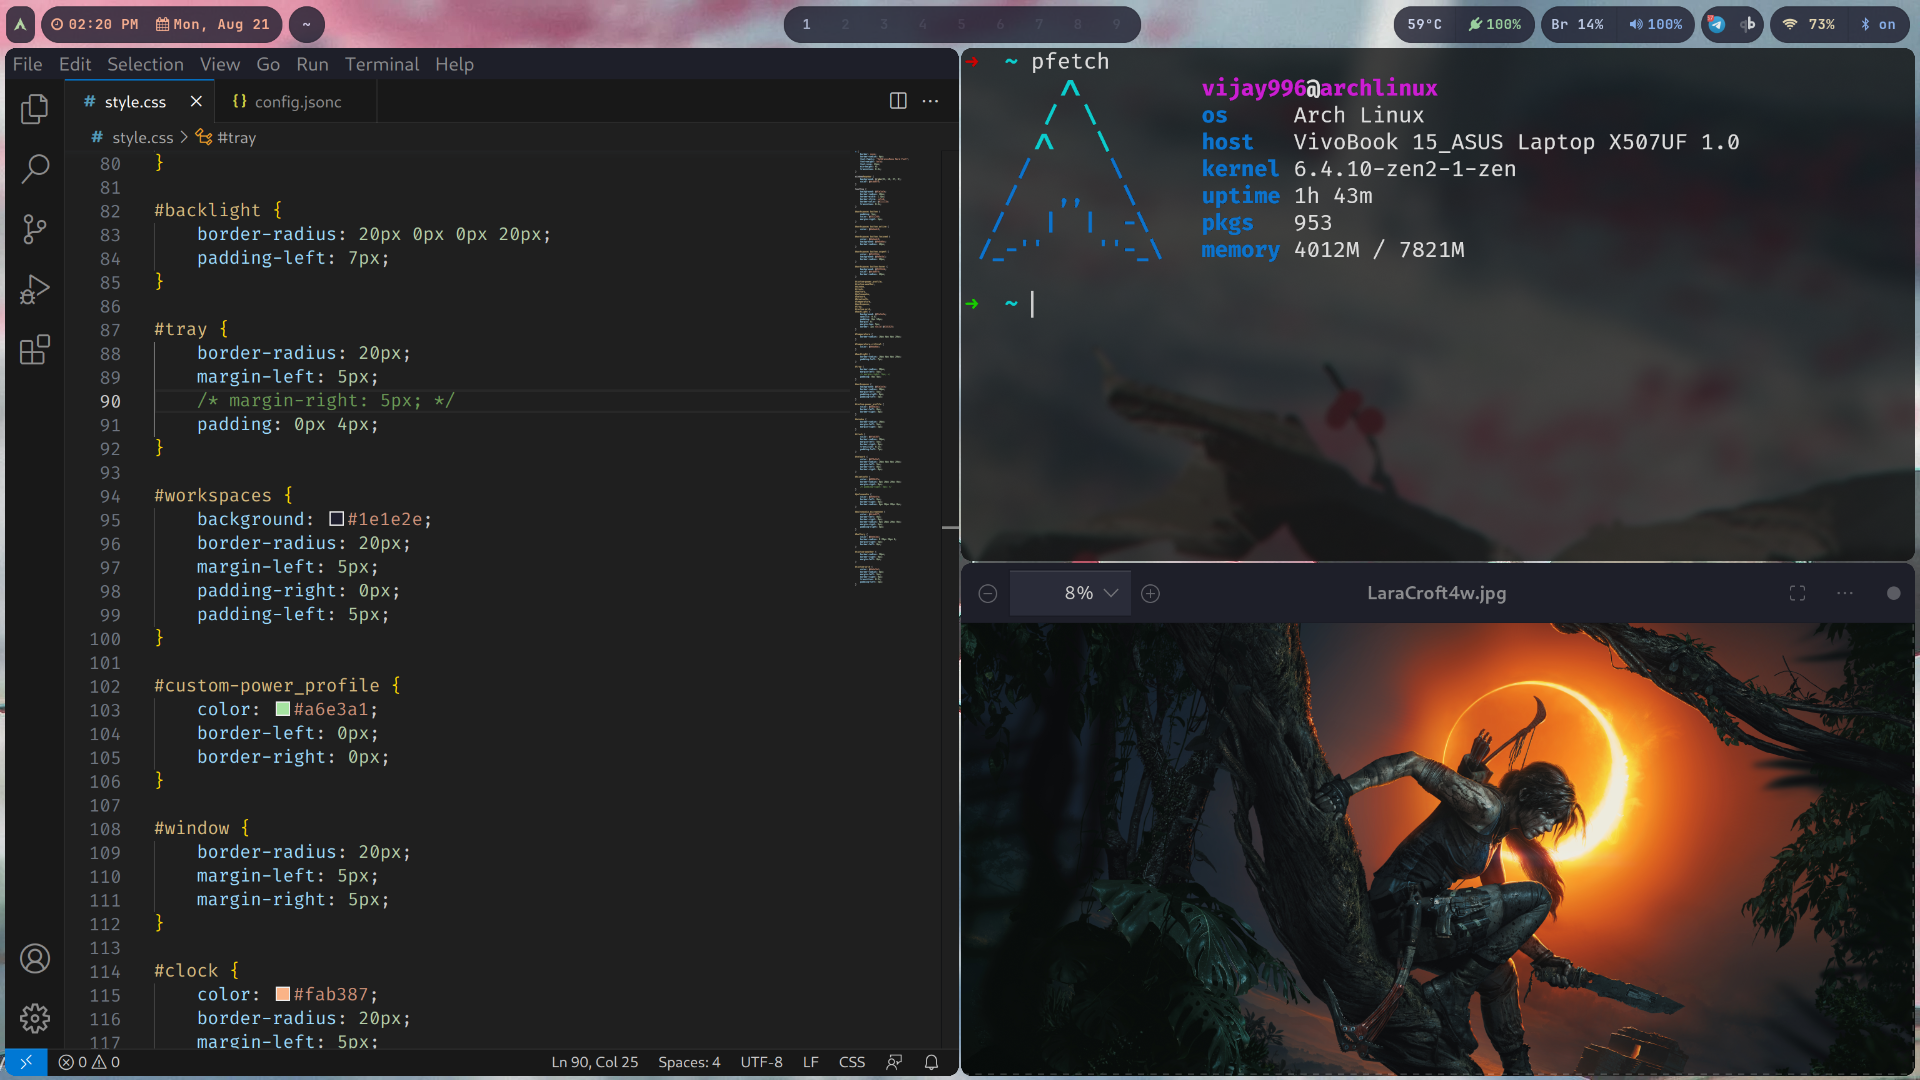 02:20 PM Mon, Aug 21 ~
1 2 3 4 5 6 7 8 9
59°C 100% Br 14% 100% 73% on
File Edit Selection View Go Run Terminal Help
# style.css {} config.jsonc
# style.css > #tray
80 }
81
82 #backlight {
83 border-radius: 20px 0px 0px 20px;
84 padding-left: 7px;
85 }
86
87 #tray {
88 border-radius: 20px;
89 margin-left: 5px;
90 /* margin-right: 5px; */
91 padding: 0px 4px;
92 }
93
94 #workspaces {
95 background: #1e1e2e;
96 border-radius: 20px;
97 margin-left: 5px;
98 padding-right: 0px;
99 padding-left: 5px;
100 }
101
102 #custom-power_profile {
103 color: #a6e3a1;
104 border-left: 0px;
105 border-right: 0px;
106 }
107
108 #window {
109 border-radius: 20px;
110 margin-left: 5px;
111 margin-right: 5px;
112 }
113
114 #clock {
115 color: #fab387;
116 border-radius: 20px;
117 margin-left: 5px;
0 0 Ln 90, Col 25 Spaces: 4 UTF-8 LF CSS
~ pfetch
vijay996@archlinux
os Arch Linux
host VivoBook 15_ASUS Laptop X507UF 1.0
kernel 6.4.10-zen2-1-zen
uptime 1h 43m
pkgs 953
memory 4012M / 7821M
~
8% LaraCroft4w.jpg